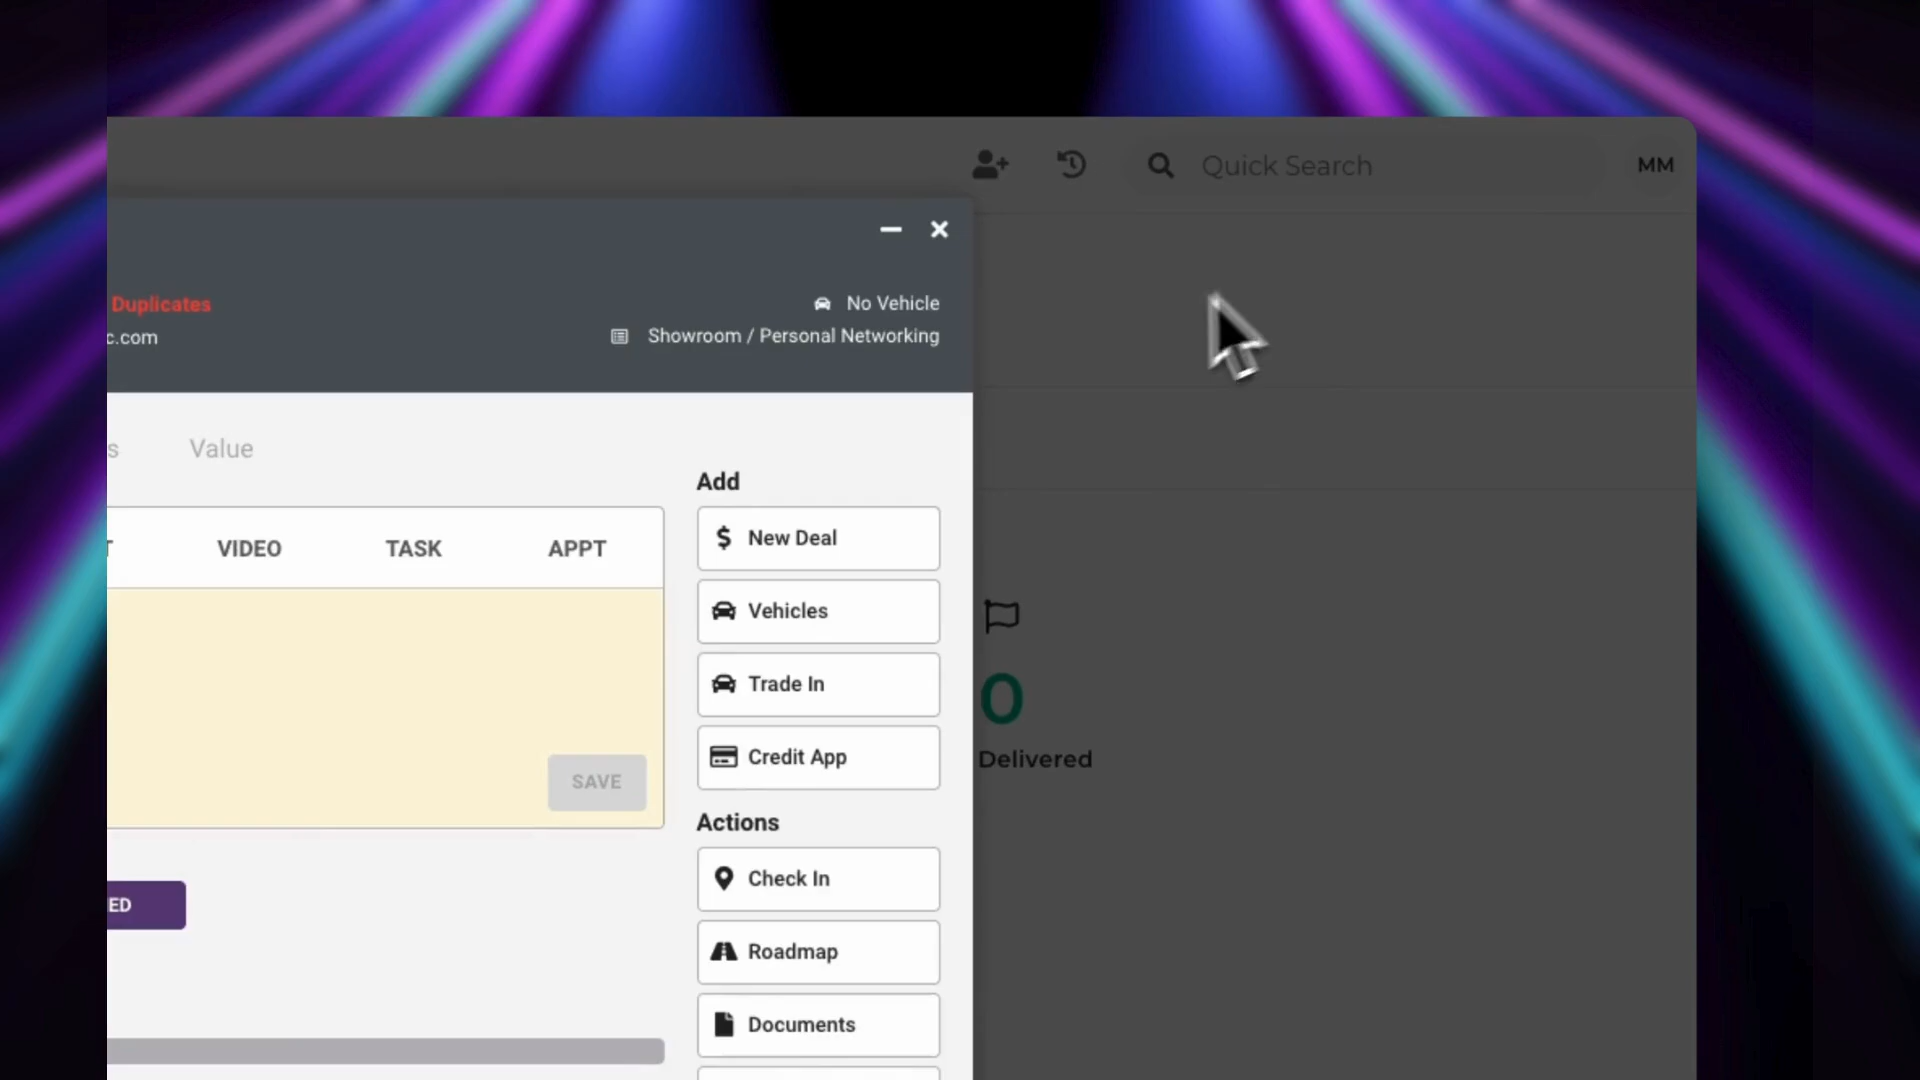 Quick Search
MM
Duplicates
No Vehicle
c.com
Showroom / Personal Networking
s
Value
Add
VIDEO
TASK
APPT
New Deal
Vehicles
Trade In
Credit App
SAVE
0
Delivered
Actions
Check In
ED
Roadmap
Documents